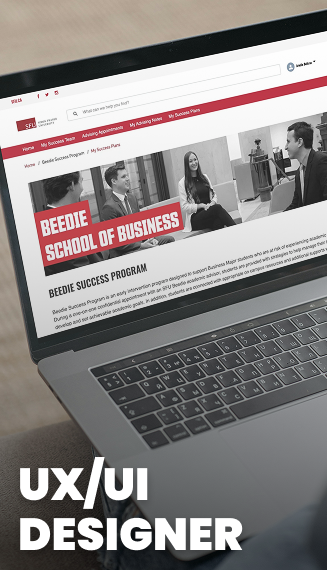 SFU
What can we help you find?
Home
My Success Team
Advising Appointments
My Advising Notes
My Success Plans
Home / Beedie Success Program / My Success Plans
BEEDIE
SCHOOL OF BUSINESS
BEEDIE SUCCESS PROGRAM
Beedie Success Program is an early intervention program designed to support Business Major students who are at risk of experiencing academic
During a one-on-one confidential appointment with an SFU Beedie academic advisor, students are provided with strategies to help manage their
develop and set achievable academic goals. In addition, students are connected with appropriate on campus resources and additional supports
UX/UI
DESIGNER